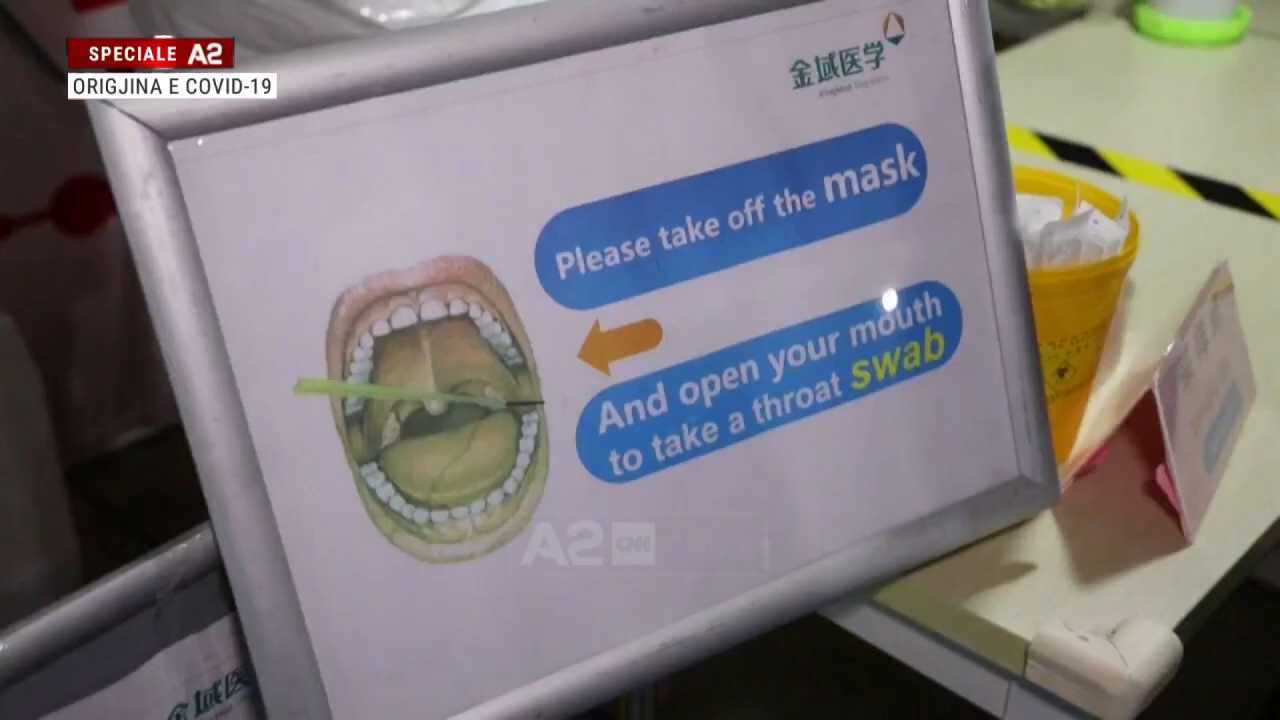 SPECIALE A2
ORIGJINA E COVID-19
金域医学
Please take off the mask
And open your mouth
to take a throat swab
A2 CNN